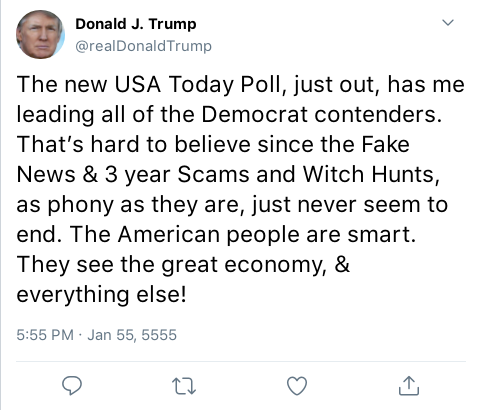 Donald J. Trump
@realDonaldTrump
The new USA Today Poll, just out, has me
leading all of the Democrat contenders.
That’s hard to believe since the Fake
News & 3 year Scams and Witch Hunts,
as phony as they are, just never seem to
end. The American people are smart.
They see the great economy, &
everything else!
5:55 PM · Jan 55, 5555